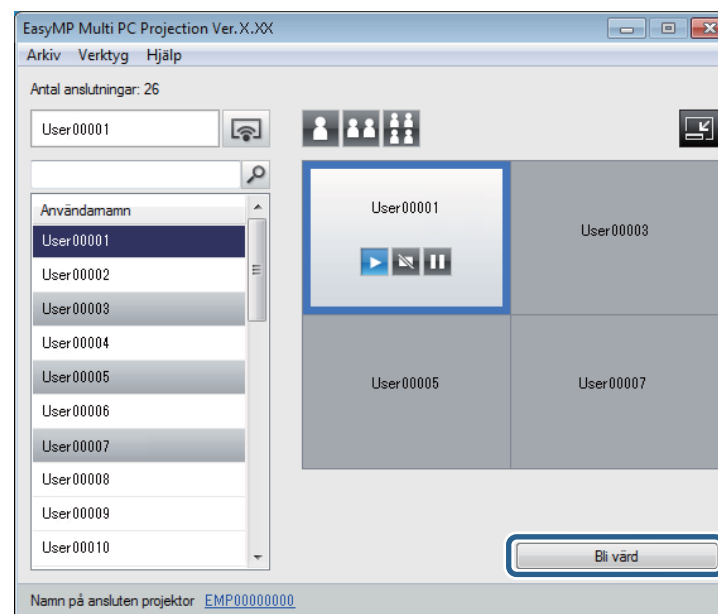 EasyMP Multi PC Projection Ver.X.XX
Arkiv Verktyg Hjälp
Antal anslutningar: 26
User00001
Användarnamn
User00001
User00002
User00003
User00004
User00005
User00006
User00007
User00008
User00009
User00010
User00001
User00003
User00005
User00007
Bli värd
Namn på ansluten projektor EMP00000000